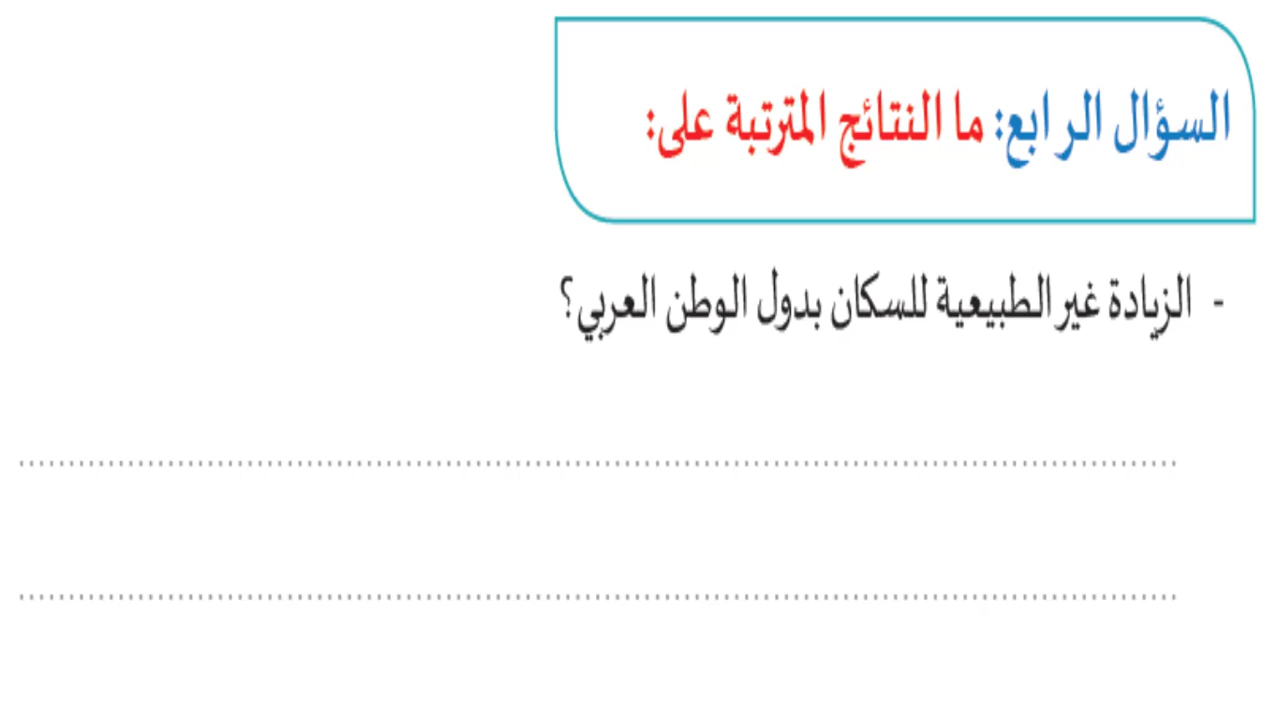 السؤال الرابع: ما النتائج المترتبة على:
- الزيادة غير الطبيعية للسكان بدول الوطن العربي؟